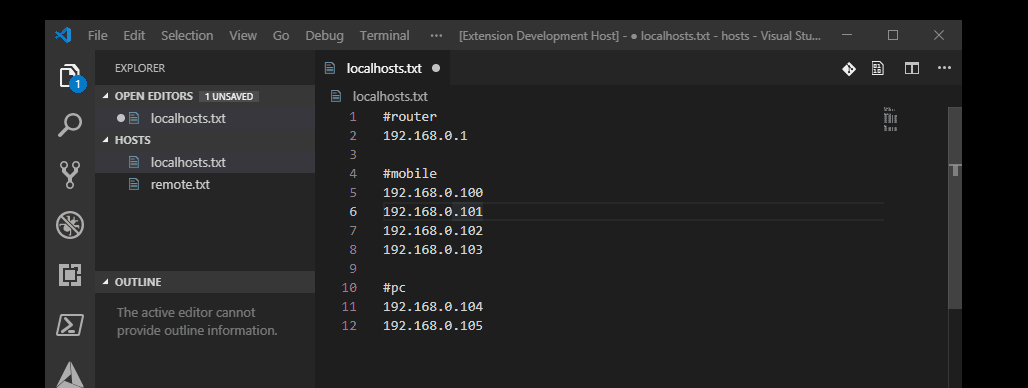 File Edit Selection View Go Debug Terminal ··· [Extension Development Host] - ● localhosts.txt - hosts - Visual Stu...
EXPLORER
OPEN EDITORS 1 UNSAVED
localhosts.txt
HOSTS
localhosts.txt
remote.txt
OUTLINE
The active editor cannot
provide outline information.
1
localhosts.txt
localhosts.txt
1 #router
2 192.168.0.1
3
4 #mobile
5 192.168.0.100
6 192.168.0.101
7 192.168.0.102
8 192.168.0.103
9
10 #pc
11 192.168.0.104
12 192.168.0.105